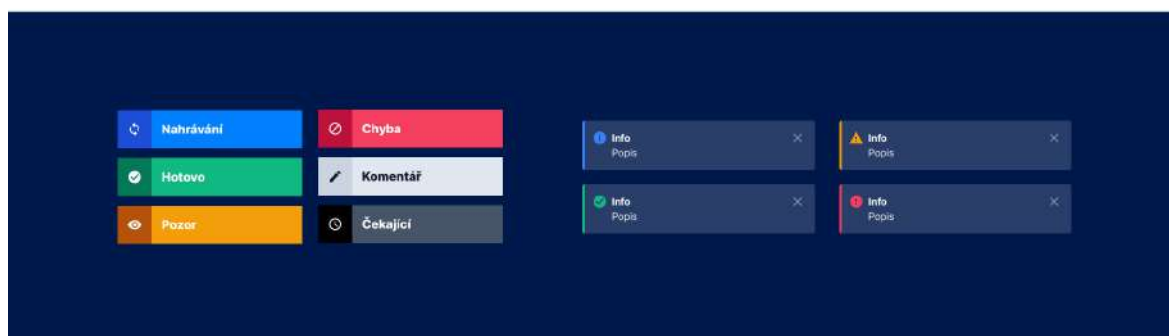 Nahrávání
Chyba
Hotovo
Komentář
Pozor
Čekající
Info
Popis
Info
Popis
Info
Popis
Info
Popis